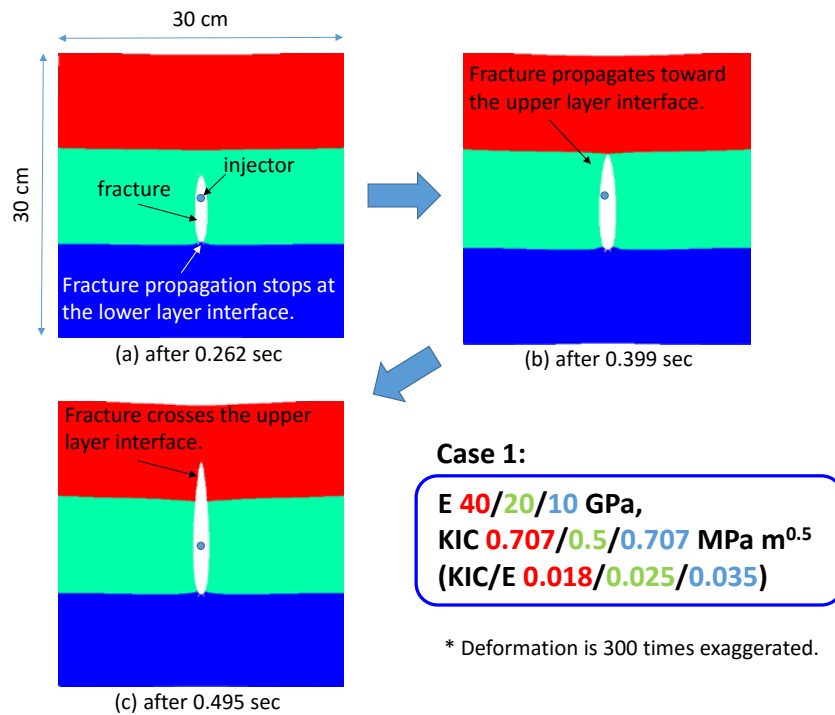 30 cm
30 cm
injector
fracture
Fracture propagation stops at
the lower layer interface.
(a) after 0.262 sec
Fracture propagates toward
the upper layer interface.
(b) after 0.399 sec
Fracture crosses the upper
layer interface.
(c) after 0.495 sec
Case 1:
E 40/20/10 GPa,
KIC 0.707/0.5/0.707 MPa m^0.5
(KIC/E 0.018/0.025/0.035)
* Deformation is 300 times exaggerated.